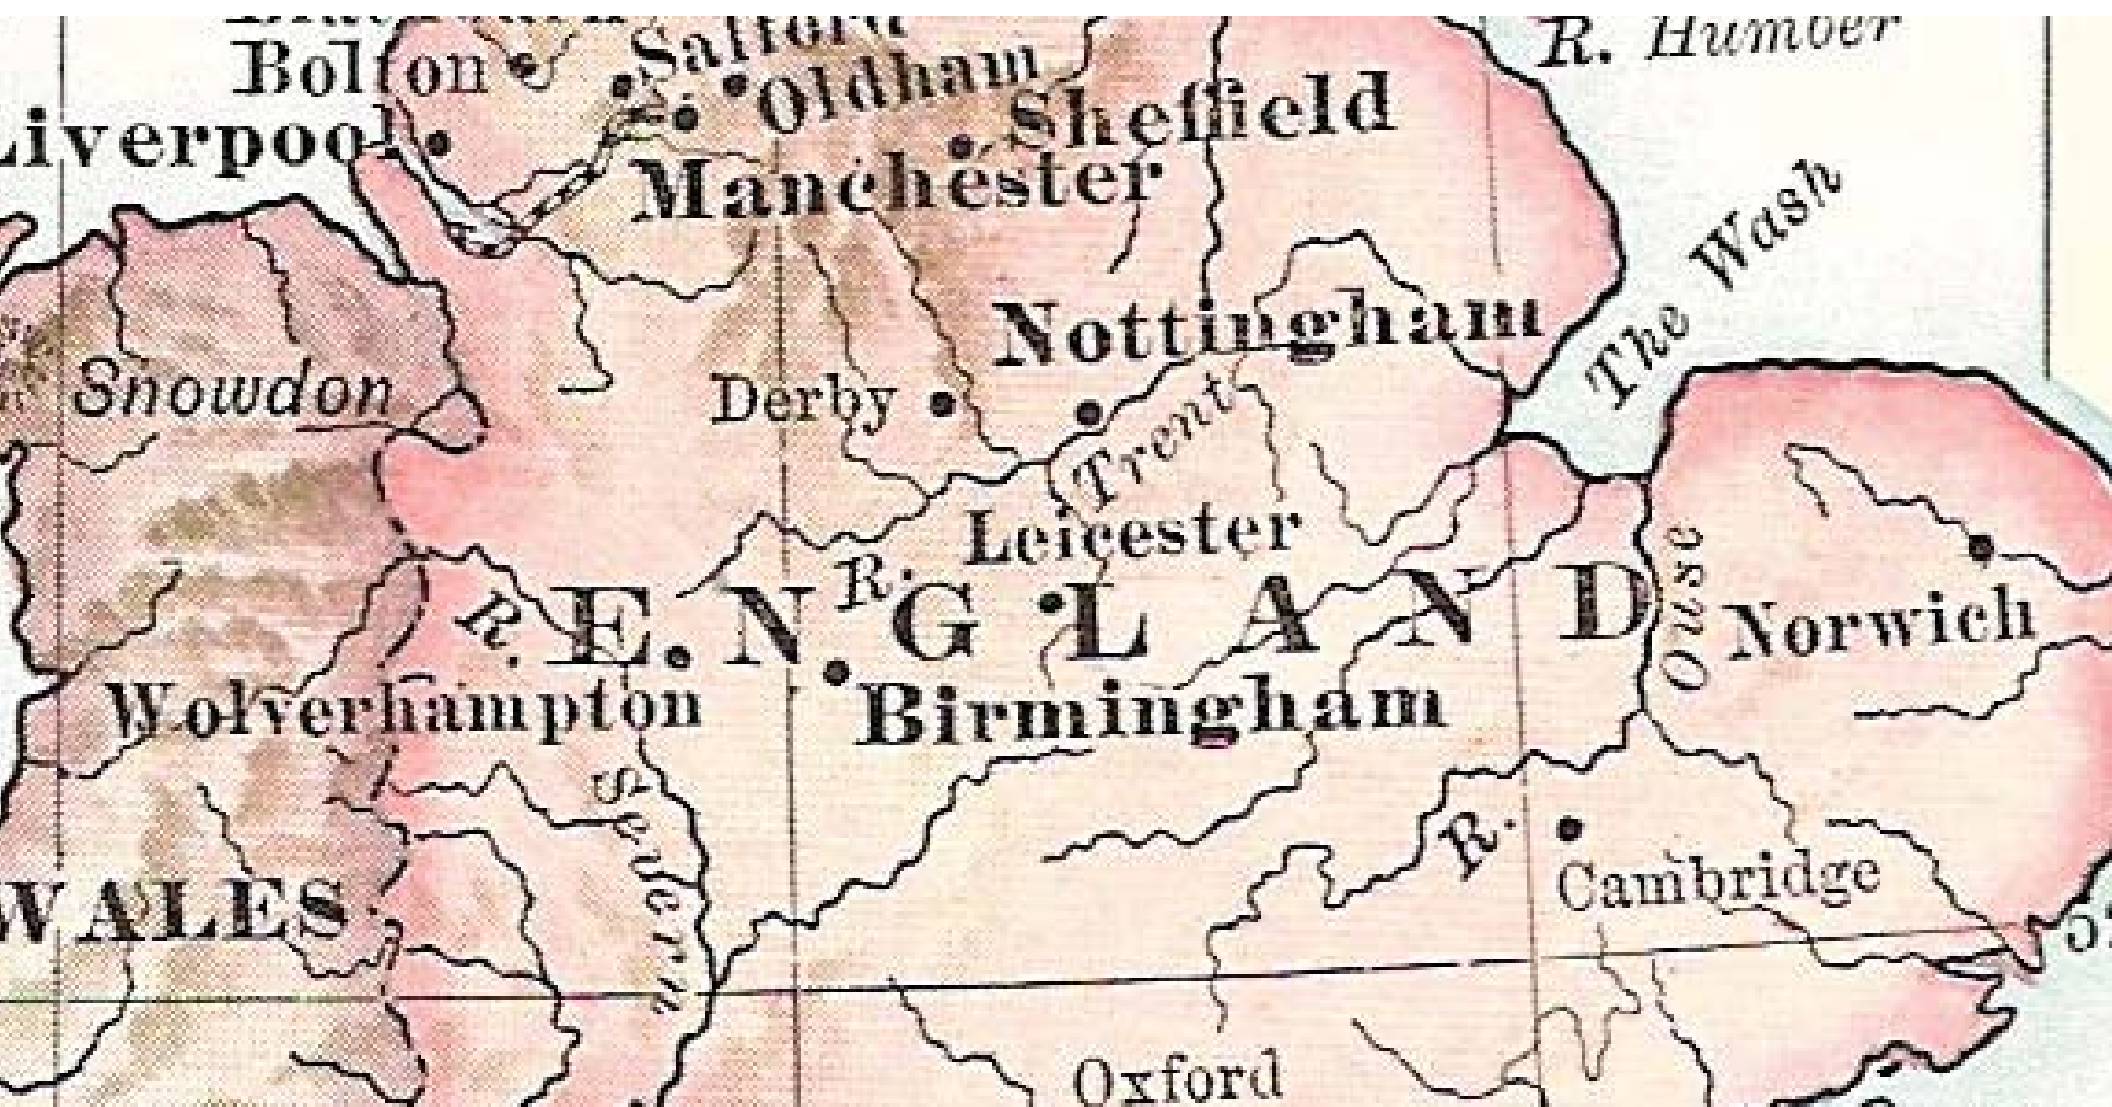 R. Humber
Salford
Bolton
Oldham
Sheffield
Liverpool
Manchester
The Wash
Nottingham
Snowdon
Derby
Trent
Leicester
R.
ENGLAND
R.
Ouse
Norwich
Wolverhampton
Birmingham
Severn
R.
Cambridge
WALES
Oxford